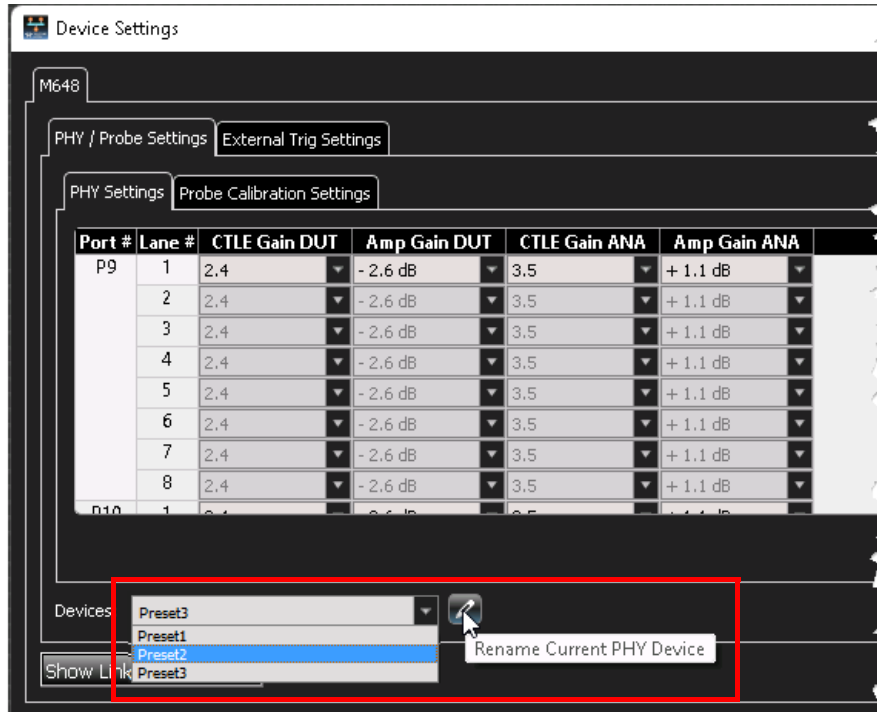 Device Settings
M648
PHY / Probe Settings External Trig Settings
PHY Settings Probe Calibration Settings
Port # Lane # CTLE Gain DUT Amp Gain DUT CTLE Gain ANA Amp Gain ANA
P9 1 2.4 - 2.6 dB 3.5 + 1.1 dB
2 2.4 - 2.6 dB 3.5 + 1.1 dB
3 2.4 - 2.6 dB 3.5 + 1.1 dB
4 2.4 - 2.6 dB 3.5 + 1.1 dB
5 2.4 - 2.6 dB 3.5 + 1.1 dB
6 2.4 - 2.6 dB 3.5 + 1.1 dB
7 2.4 - 2.6 dB 3.5 + 1.1 dB
8 2.4 - 2.6 dB 3.5 + 1.1 dB
P10 1
Devices Preset3
Preset1
Preset2
Rename Current PHY Device
Show Link Preset3